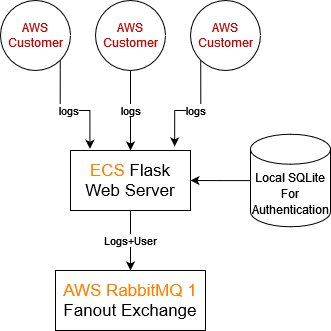 AWS
Customer
AWS
Customer
AWS
Customer
logs
logs
logs
ECS Flask
Web Server
Local SQLite
For
Authentication
Logs+User
AWS RabbitMQ 1
Fanout Exchange